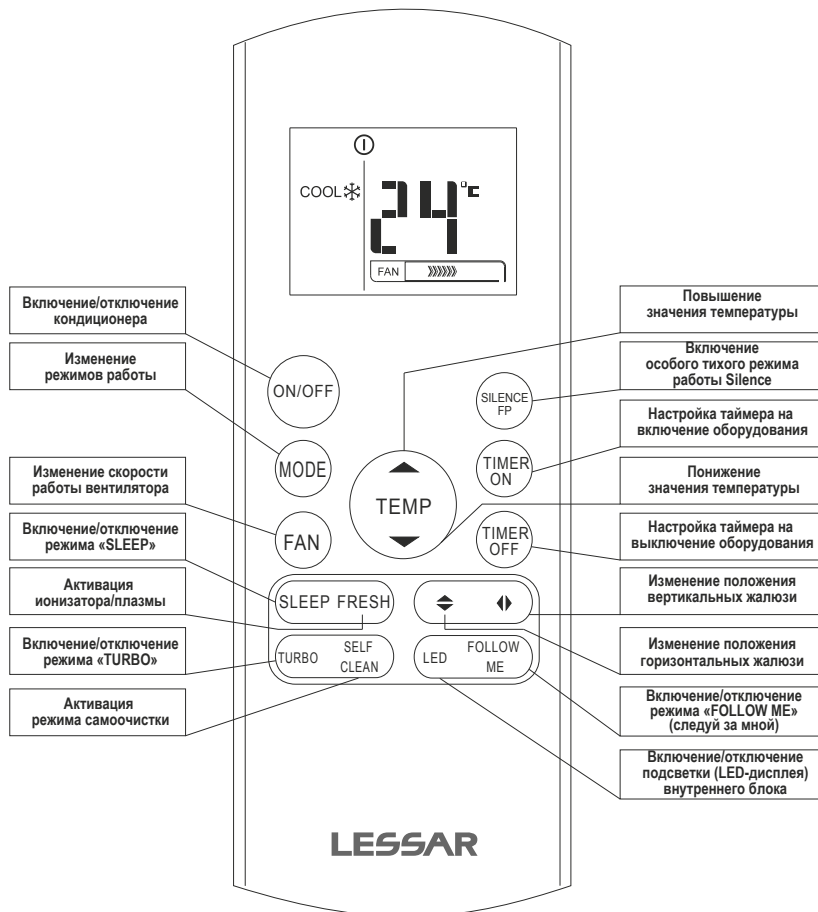 COOL
24°C
FAN
Включение/отключение
кондиционера
Изменение
режимов работы
Изменение скорости
работы вентилятора
Включение/отключение
режима «SLEEP»
Активация
ионизатора/плазмы
Включение/отключение
режима «TURBO»
Активация
режима самоочистки
ON/OFF
MODE
FAN
TEMP
SILENCE
FP
TIMER
ON
TIMER
OFF
SLEEP FRESH
TURBO
SELF
CLEAN
LED
FOLLOW
ME
Повышение
значения температуры
Включение
особого тихого режима
работы Silence
Настройка таймера на
включение оборудования
Понижение
значения температуры
Настройка таймера на
выключение оборудования
Изменение положения
вертикальных жалюзи
Изменение положения
горизонтальных жалюзи
Включение/отключение
режима «FOLLOW ME»
(следуй за мной)
Включение/отключение
подсветки (LED-дисплея)
внутреннего блока
LESSAR